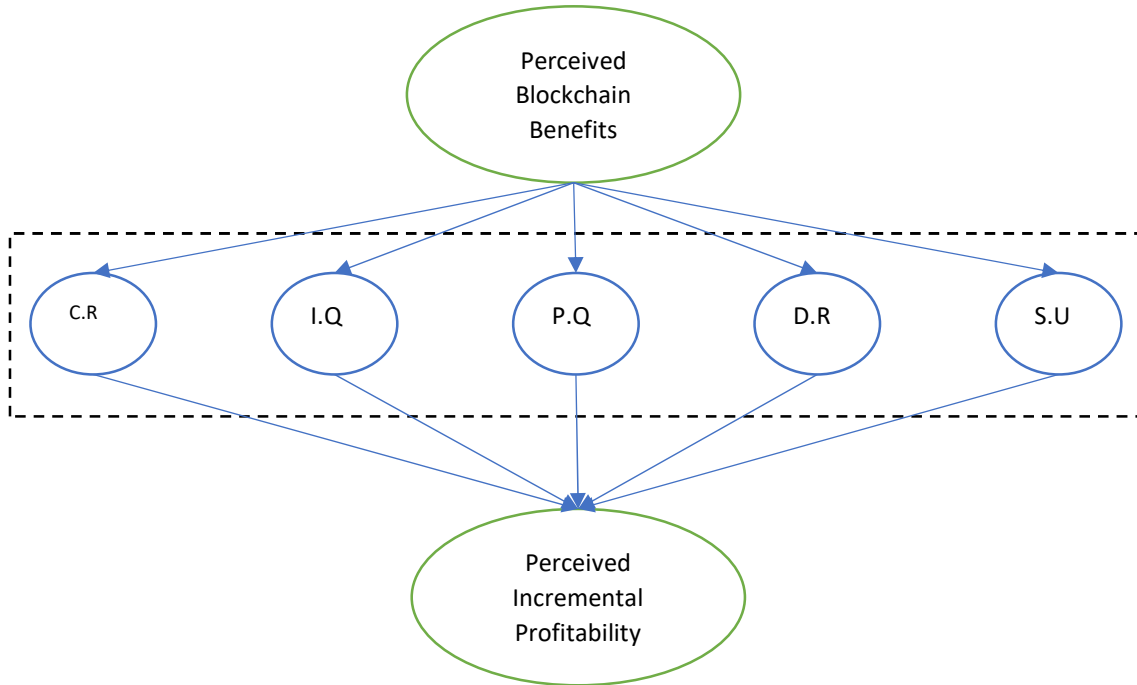 Perceived
Blockchain
Benefits
C.R
I.Q
P.Q
D.R
S.U
Perceived
Incremental
Profitability